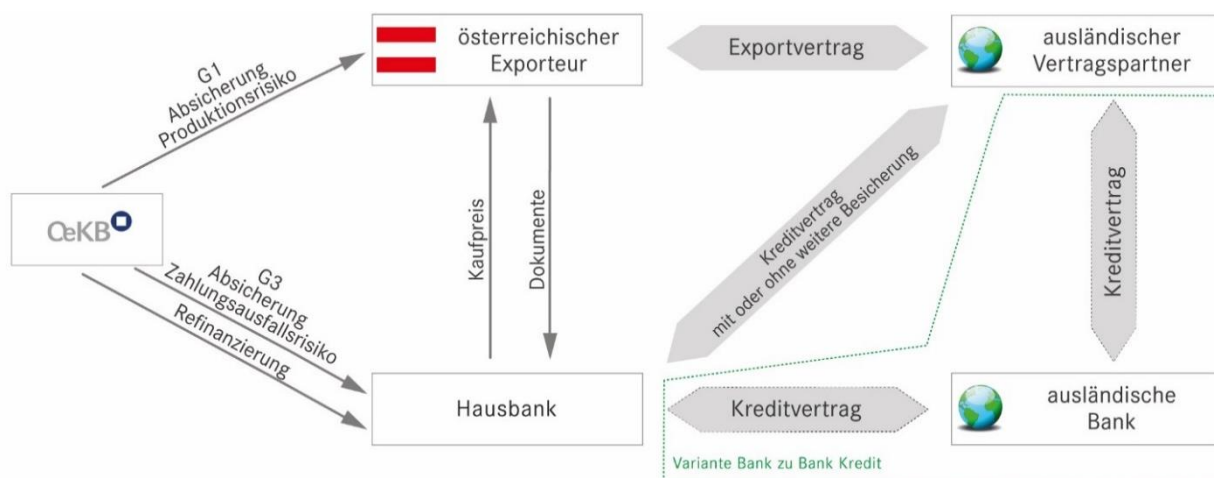 österreichischer
Exporteur
Exportvertrag
ausländischer
Vertragspartner
G1
Absicherung
Produktionsrisiko
OeKB
G3
Absicherung
Zahlungsausfallsrisiko
Refinanzierung
Kaufpreis
Dokumente
Kreditvertrag
mit oder ohne weitere Besicherung
Kreditvertrag
Hausbank
Kreditvertrag
ausländische
Bank
Variante Bank zu Bank Kredit